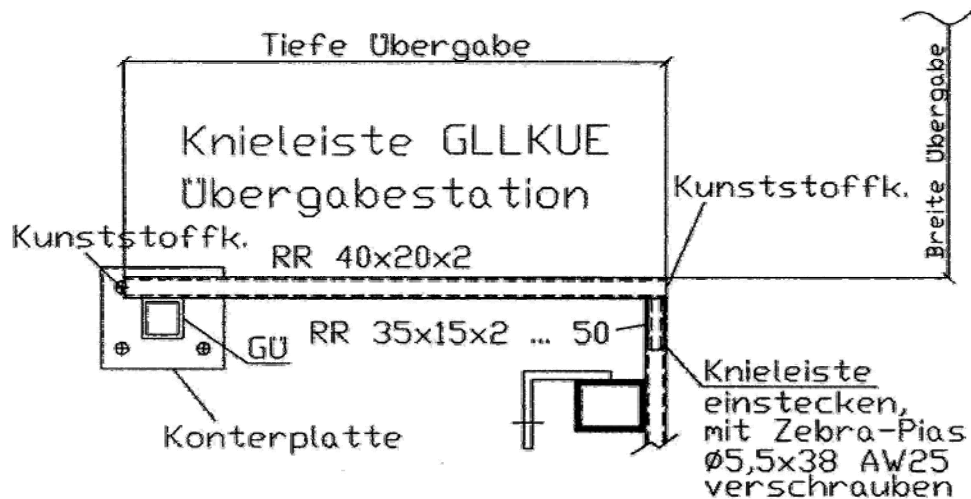 Tiefe Übergabe
Breite Übergabe
Knieleiste GLLKUE
Übergabestation
Kunststoffk.
Kunststoffk.
RR 40x20x2
RR 35x15x2 ... 50
GÜ
Knieleiste
einstecken,
mit Zebra-Pias
Ø5,5x38 AW25
verschrauben
Konterplatte